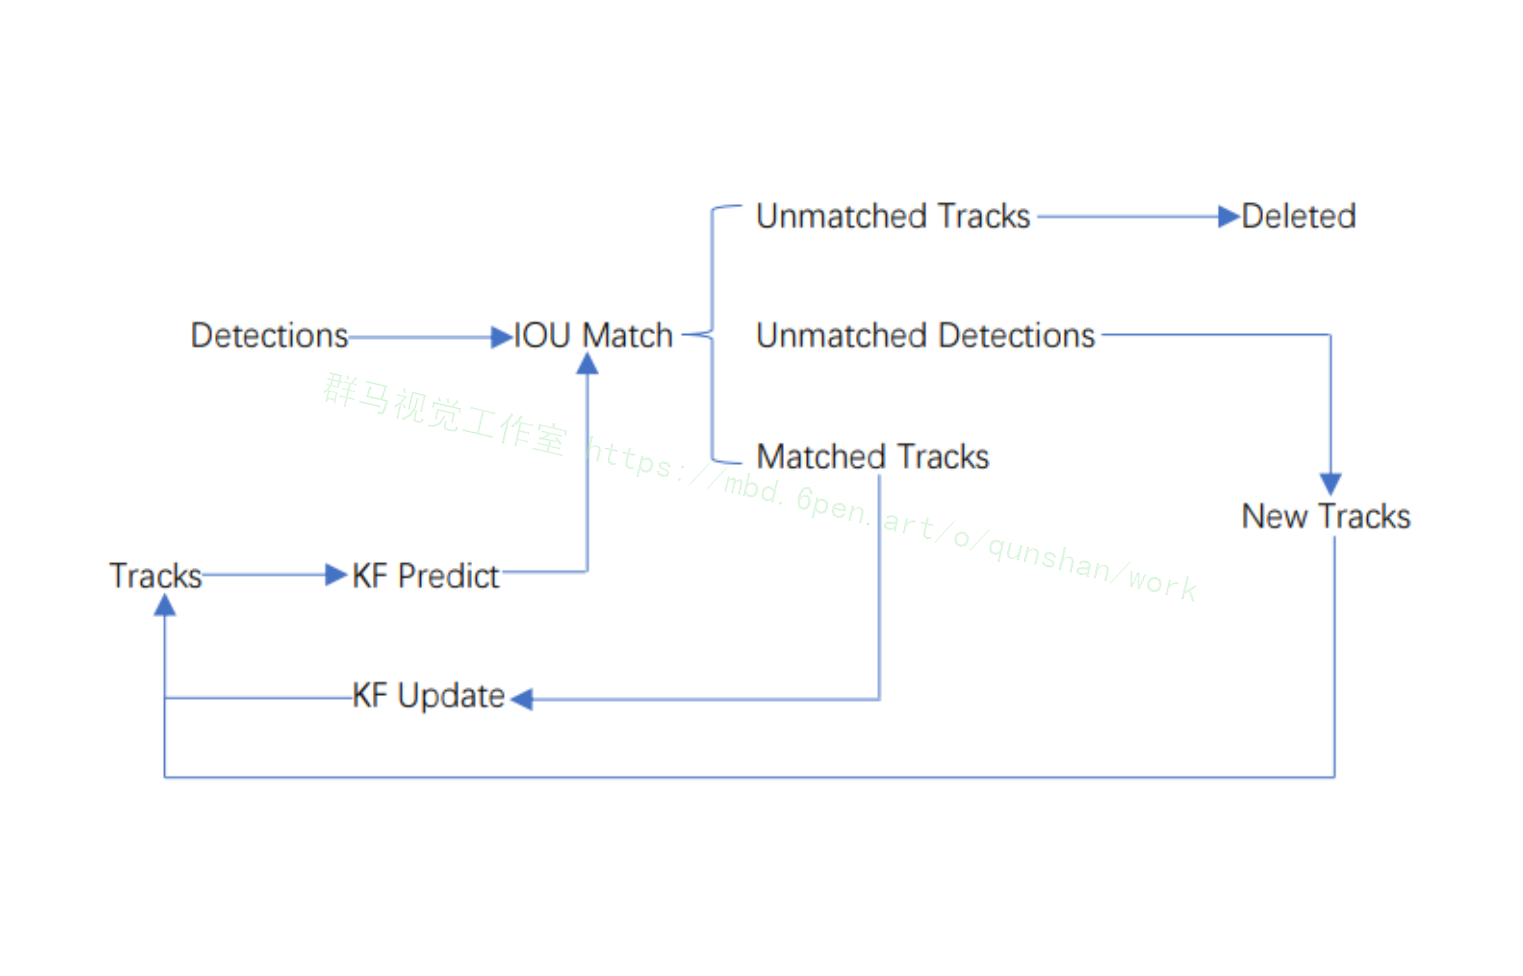 Unmatched Tracks
Deleted
Detections
IOU Match
Unmatched Detections
群马视觉工作室 https://mbd.6pen.art/o/qunshan/work
Matched Tracks
New Tracks
Tracks
KF Predict
KF Update